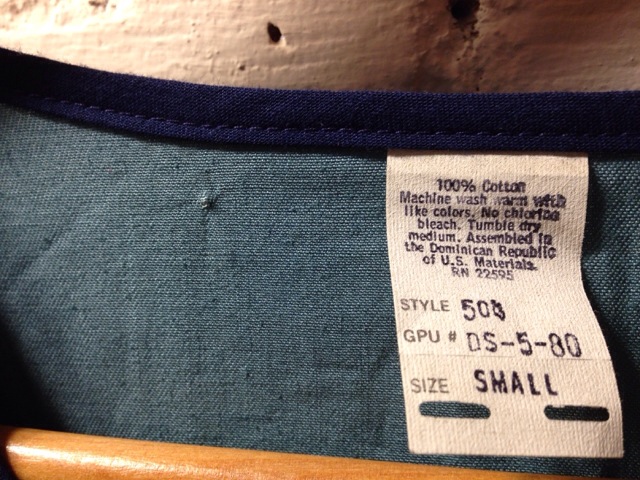 100% Cotton
Machine wash warm with
like colors. No chlorine
bleach. Tumble dry
medium. Assembled in
the Dominican Republic
of U.S. Materials.
RN 22595
STYLE
GPU # DS-5-80
SIZE SMALL